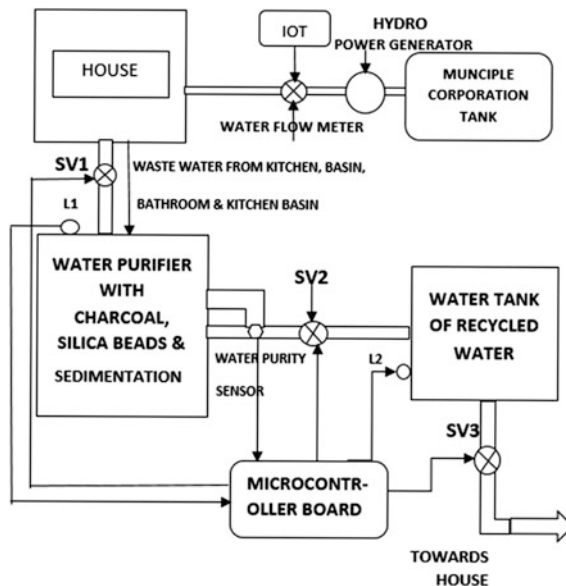 IOT
HYDRO
POWER GENERATOR
HOUSE
MUNCIPLE
CORPORATION
TANK
WATER FLOW METER
SV1
WASTE WATER FROM KITCHEN, BASIN,
L1
BATHROOM & KITCHEN BASIN
WATER PURIFIER
WITH
CHARCOAL,
SILICA BEADS &
SEDIMENTATION
SV2
WATER TANK
OF RECYCLED
WATER
WATER PURITY
SENSOR
L2
SV3
MICROCONTR-
OLLER BOARD
TOWARDS
HOUSE